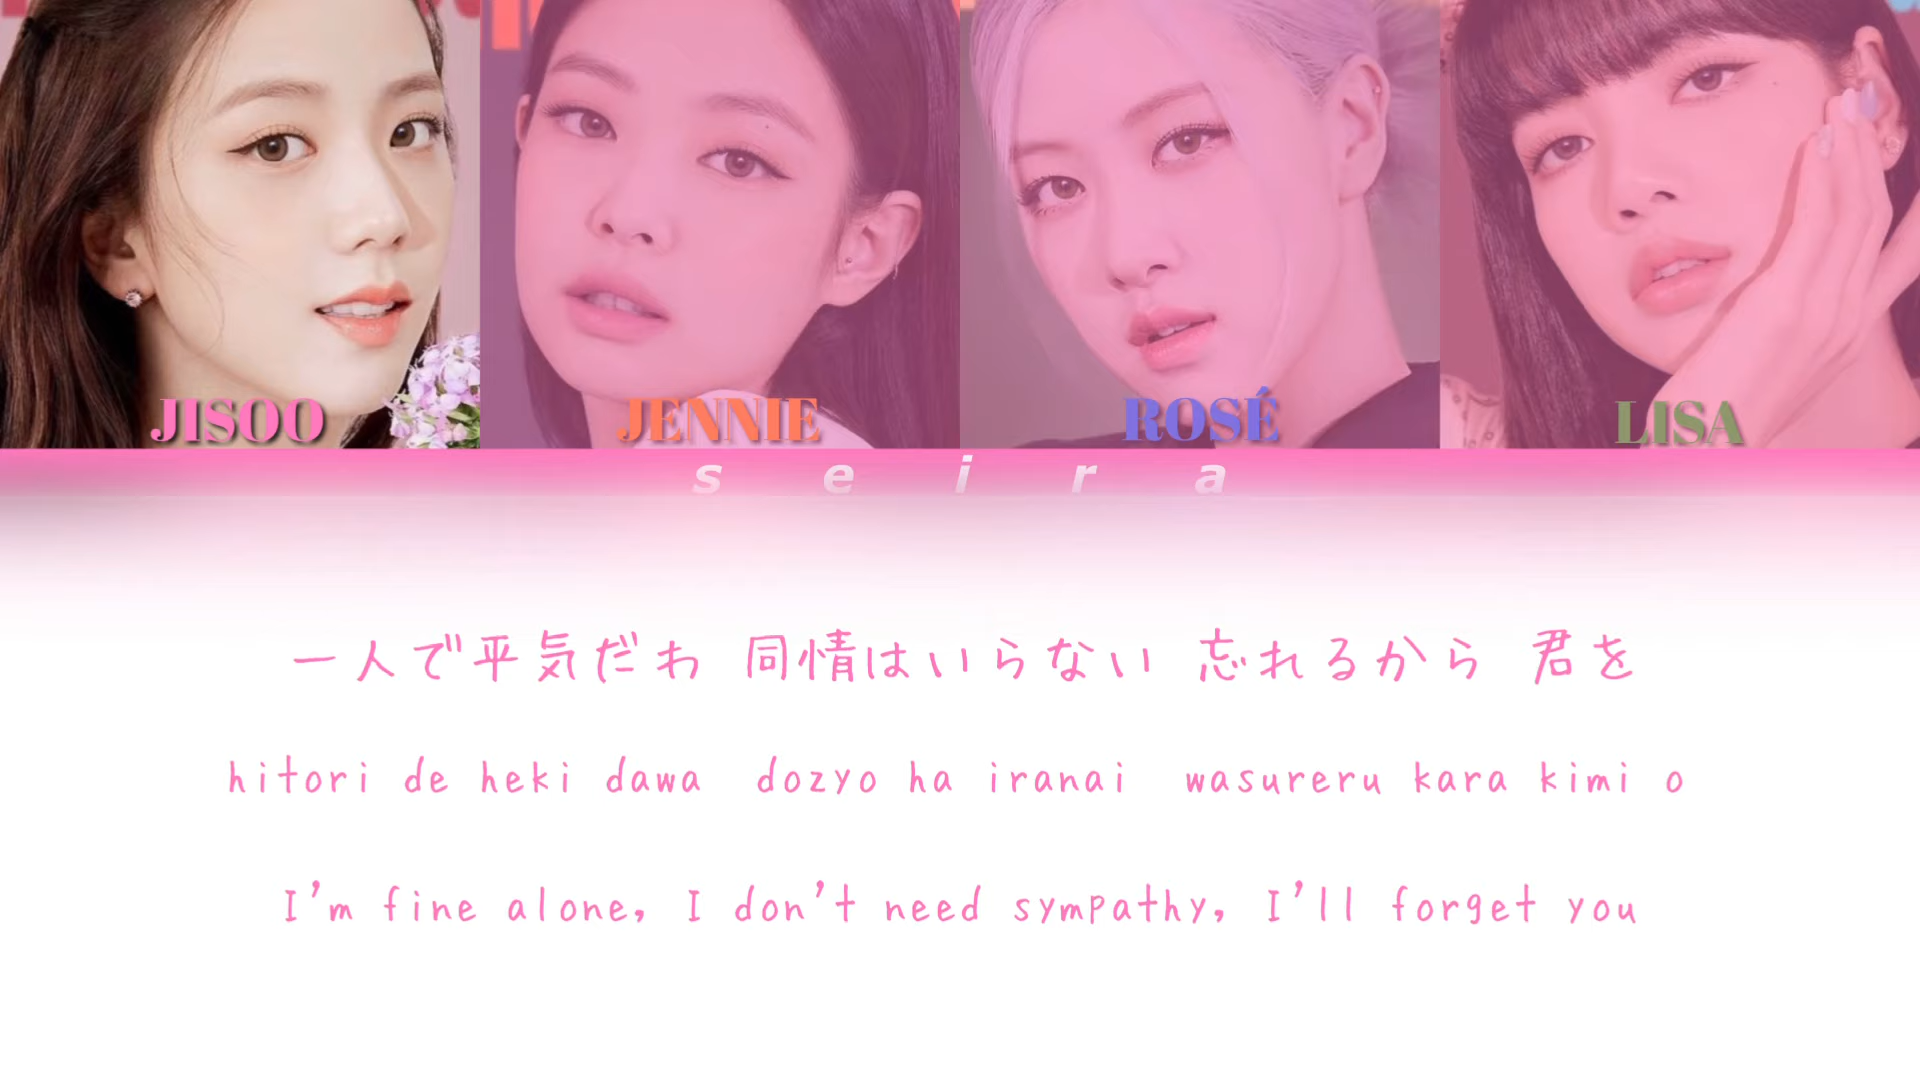 JISOO JENNIE ROSÉ LISA
seira
一人で平気だわ 同情はいらない 忘れるから 君を
hitori de heki dawa dozyo ha iranai wasureru kara kimi o
I'm fine alone, I don't need sympathy, I'll forget you